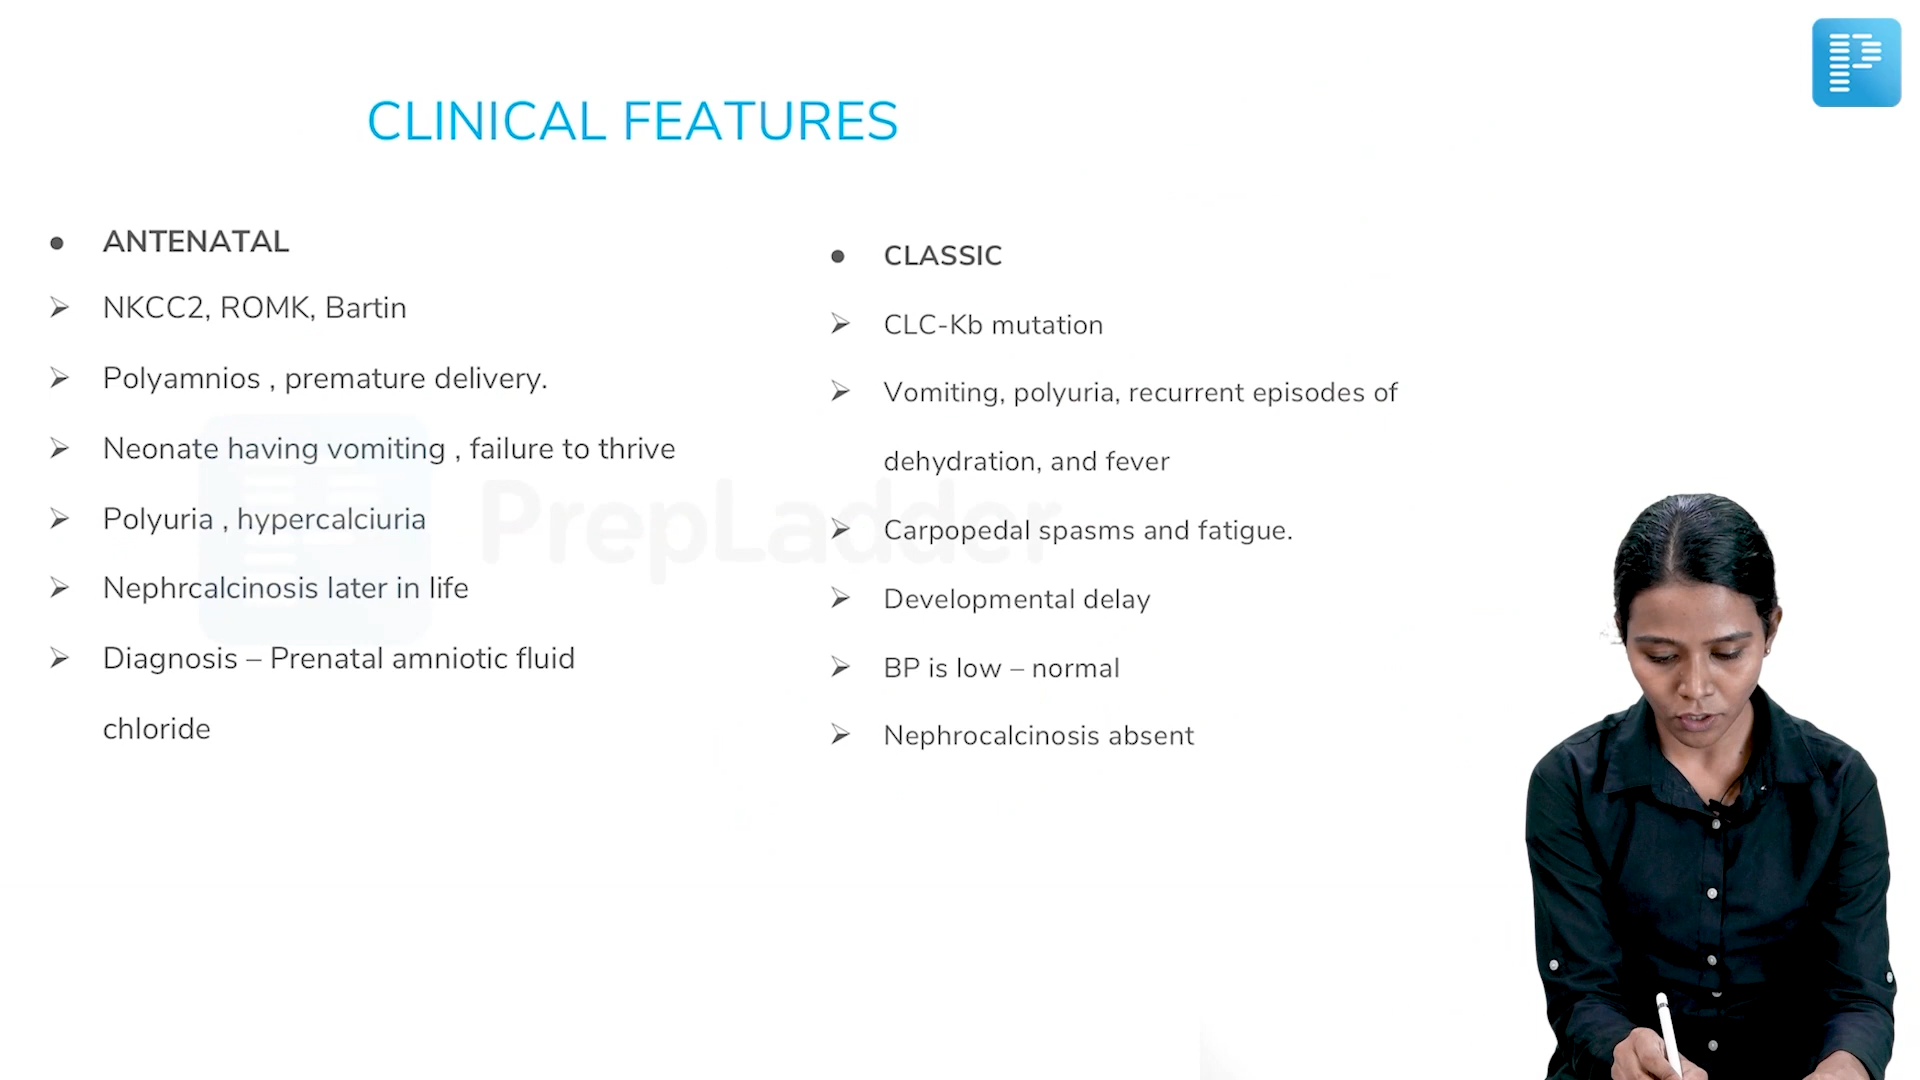 CLINICAL FEATURES
• ANTENATAL
➢ NKCC2, ROMK, Bartin
➢ Polyamnios , premature delivery.
➢ Neonate having vomiting , failure to thrive
➢ Polyuria , hypercalciuria
➢ Nephrcalcinosis later in life
➢ Diagnosis – Prenatal amniotic fluid
chloride
• CLASSIC
➢ CLC-Kb mutation
➢ Vomiting, polyuria, recurrent episodes of
dehydration, and fever
➢ Carpopedal spasms and fatigue.
➢ Developmental delay
➢ BP is low – normal
➢ Nephrocalcinosis absent
PrepLadder